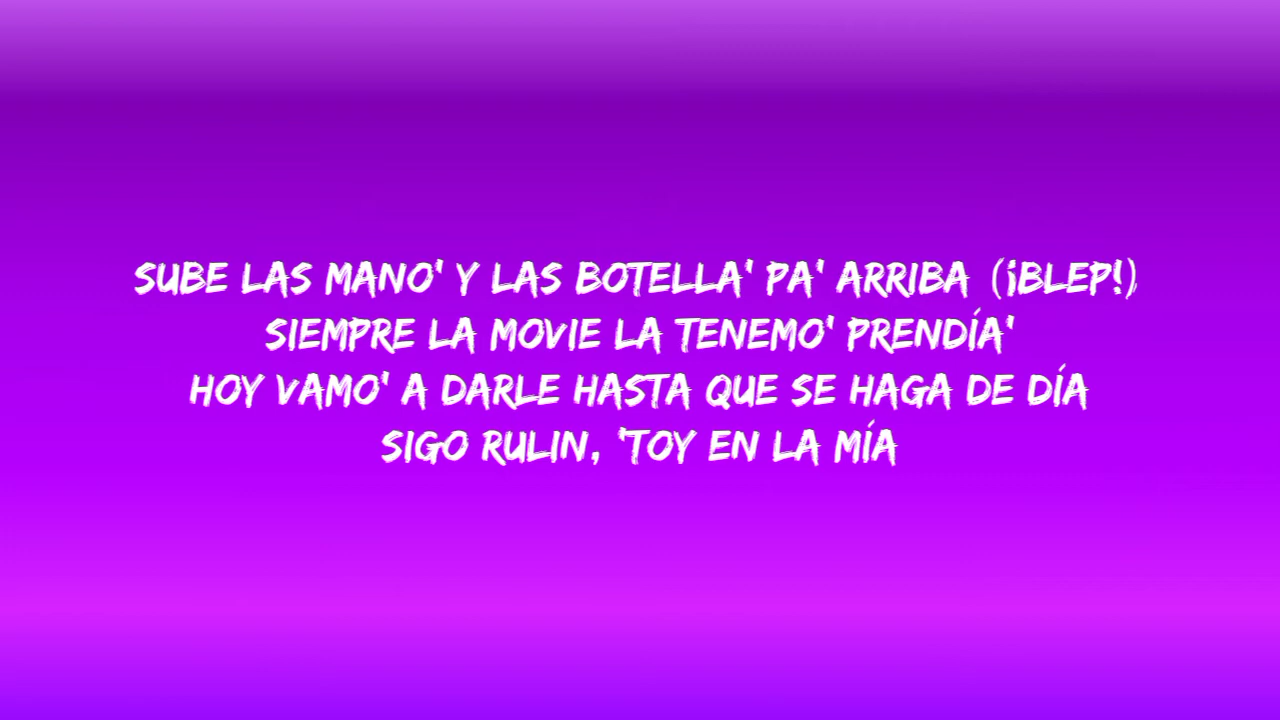 SUBE LAS MANO' Y LAS BOTELLA' PA' ARRIBA (¡BLEP!)
SIEMPRE LA MOVIE LA TENEMO' PRENDÍA'
HOY VAMO' A DARLE HASTA QUE SE HAGA DE DÍA
SIGO RULIN, 'TOY EN LA MÍA